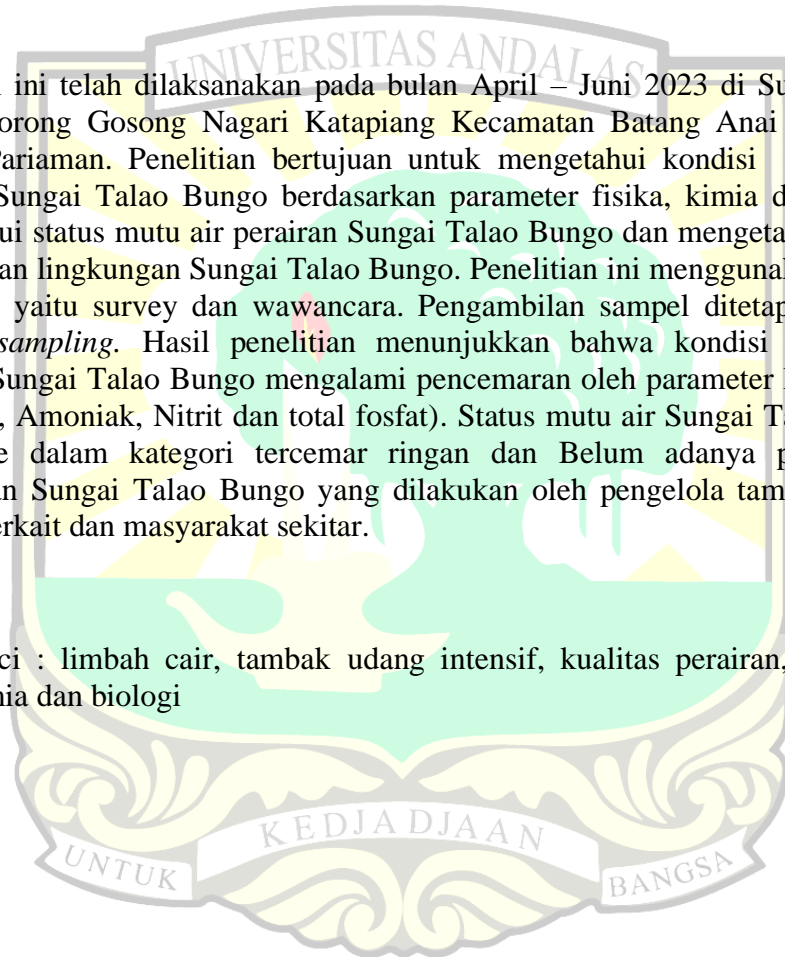 UNIVERSITAS ANDALAS
ini telah dilaksanakan pada bulan April – Juni 2023 di Su
orong Gosong Nagari Katapiang Kecamatan Batang Anai
Pariaman. Penelitian bertujuan untuk mengetahui kondisi
Sungai Talao Bungo berdasarkan parameter fisika, kimia d
ui status mutu air perairan Sungai Talao Bungo dan mengeta
an lingkungan Sungai Talao Bungo. Penelitian ini menggunal
yaitu survey dan wawancara. Pengambilan sampel ditetap
sampling. Hasil penelitian menunjukkan bahwa kondisi
Sungai Talao Bungo mengalami pencemaran oleh parameter
, Amoniak, Nitrit dan total fosfat). Status mutu air Sungai Ta
e dalam kategori tercemar ringan dan Belum adanya p
an Sungai Talao Bungo yang dilakukan oleh pengelola tam
erkait dan masyarakat sekitar.
ci : limbah cair, tambak udang intensif, kualitas perairan,
nia dan biologi
UNTUK KEDJADJAAN BANGSA